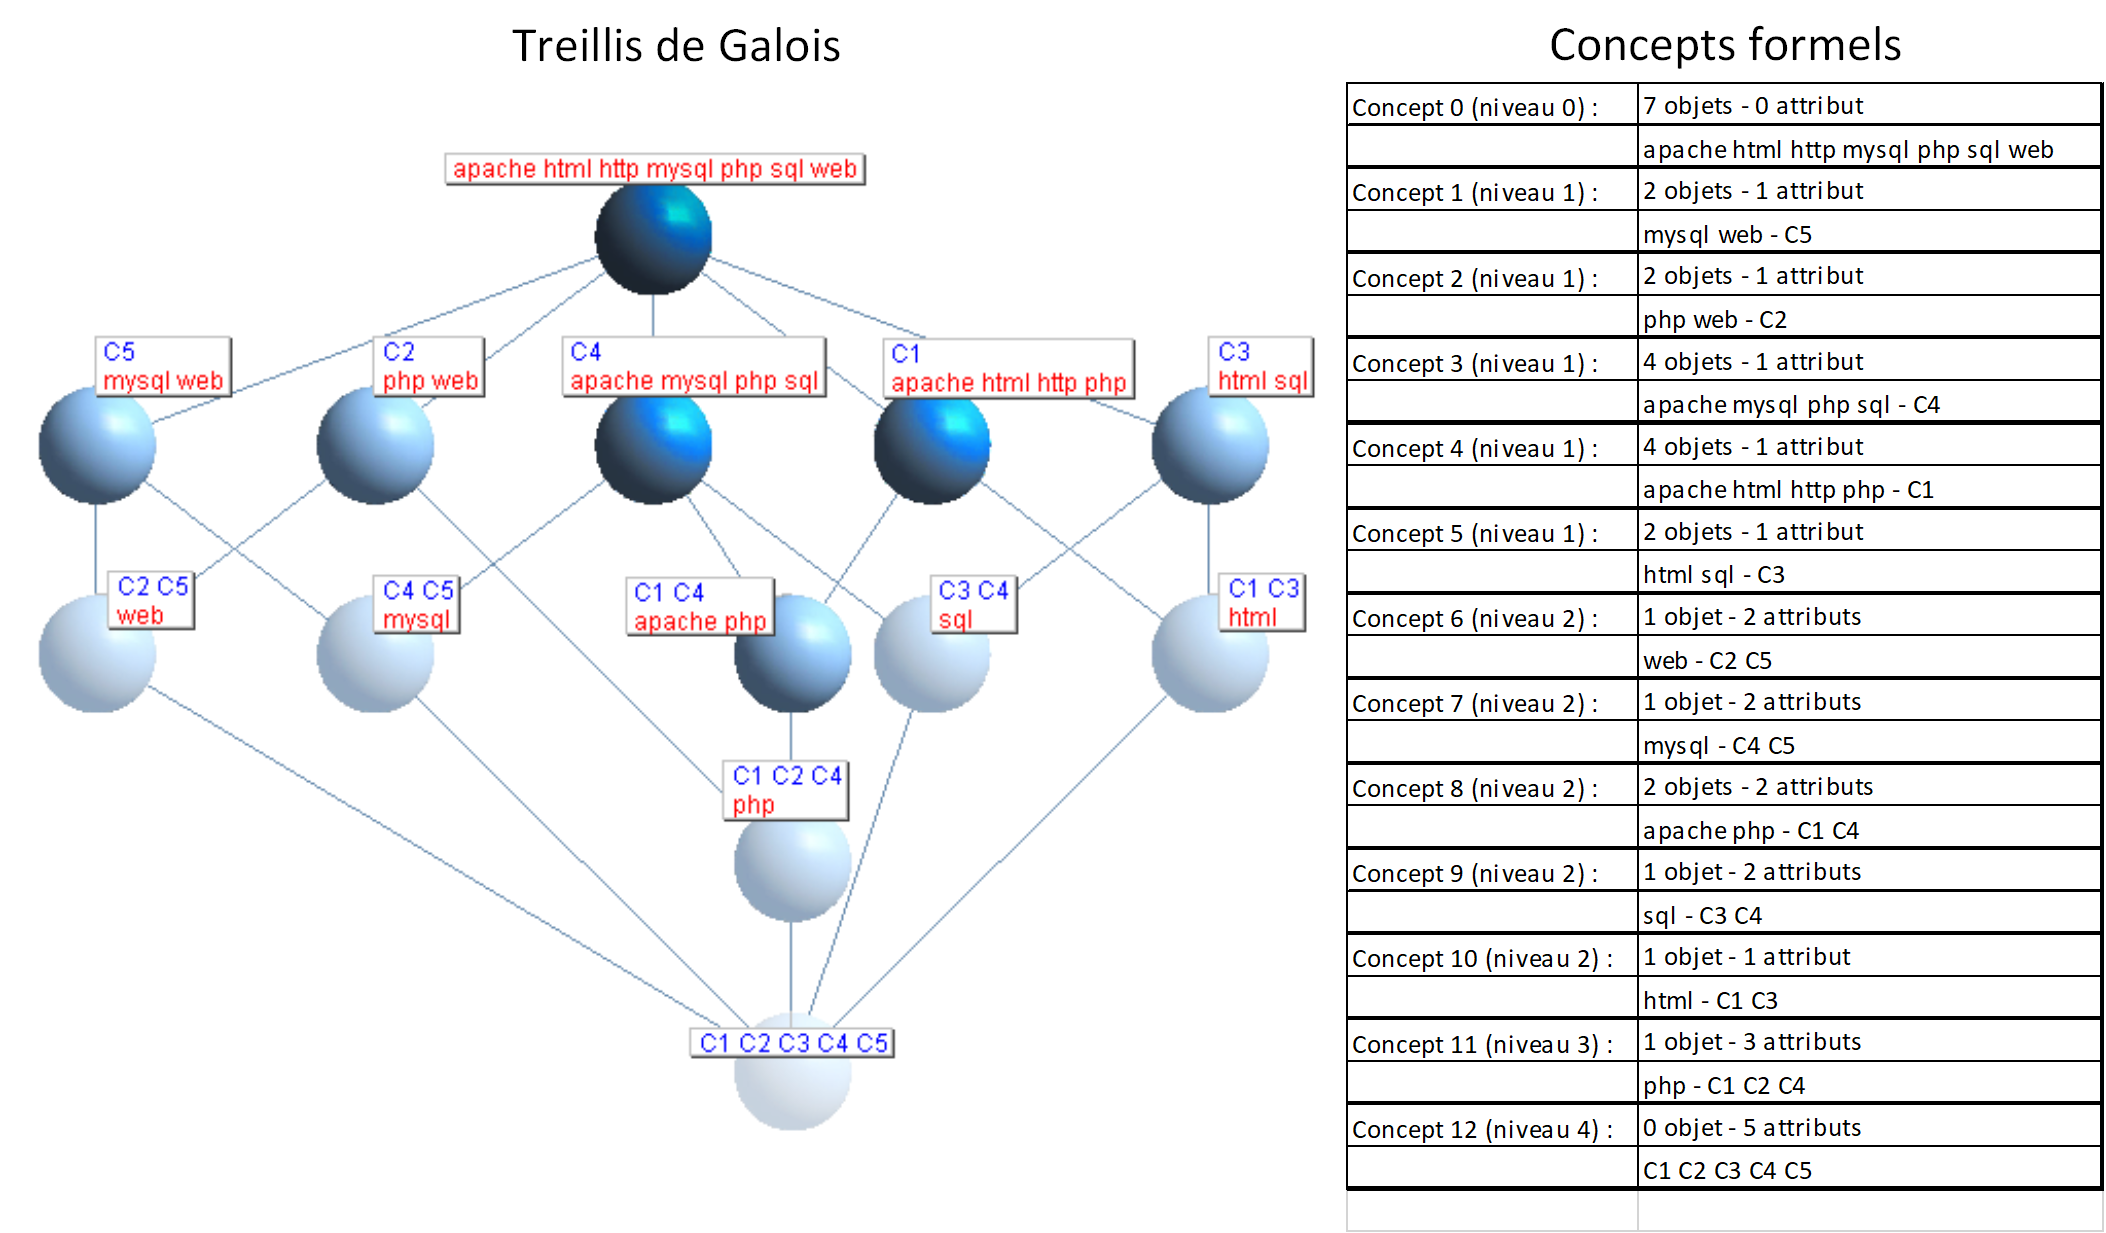 Treillis de Galois
apache html http mysql php sql web
C5
mysql web
C2
php web
C4
apache mysql php sql
C1
apache html http php
C3
html sql
C2 C5
web
C4 C5
mysql
C1 C4
apache php
C3 C4
sql
C1 C3
html
C1 C2 C4
php
C1 C2 C3 C4 C5
Concepts formels
Concept 0 (niveau 0) : 7 objets - 0 attribut
apache html http mysql php sql web
Concept 1 (niveau 1) : 2 objets - 1 attribut
mysql web - C5
Concept 2 (niveau 1) : 2 objets - 1 attribut
php web - C2
Concept 3 (niveau 1) : 4 objets - 1 attribut
apache mysql php sql - C4
Concept 4 (niveau 1) : 4 objets - 1 attribut
apache html http php - C1
Concept 5 (niveau 1) : 2 objets - 1 attribut
html sql - C3
Concept 6 (niveau 2) : 1 objet - 2 attributs
web - C2 C5
Concept 7 (niveau 2) : 1 objet - 2 attributs
mysql - C4 C5
Concept 8 (niveau 2) : 2 objets - 2 attributs
apache php - C1 C4
Concept 9 (niveau 2) : 1 objet - 2 attributs
sql - C3 C4
Concept 10 (niveau 2) : 1 objet - 1 attribut
html - C1 C3
Concept 11 (niveau 3) : 1 objet - 3 attributs
php - C1 C2 C4
Concept 12 (niveau 4) : 0 objet - 5 attributs
C1 C2 C3 C4 C5